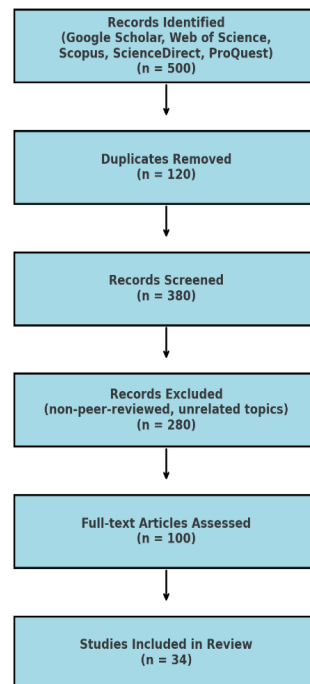 Records Identified
(Google Scholar, Web of Science,
Scopus, ScienceDirect, ProQuest)
(n = 500)
Duplicates Removed
(n = 120)
Records Screened
(n = 380)
Records Excluded
(non-peer-reviewed, unrelated topics)
(n = 280)
Full-text Articles Assessed
(n = 100)
Studies Included in Review
(n = 34)